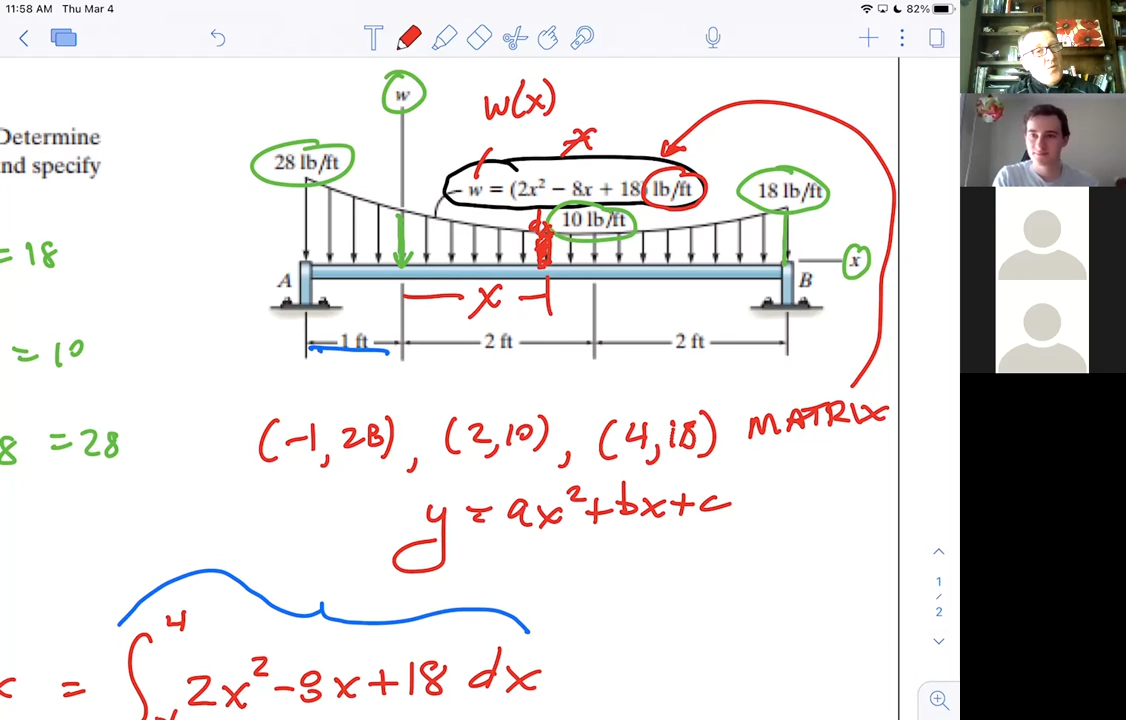 11:58 AM Thu Mar 4
82%
T
w
w(x)
x
Determine
nd specify
28 lb/ft
w = (2x² − 8x + 18) lb/ft
18 lb/ft
dx
10 lb/ft
x
= 18
A
B
x
1 ft
2 ft
2 ft
= 10
(-1, 28), (2,10), (4,18) MATRIX
8 = 28
y = ax²+bx+c
1
/
2
4
= ∫ 2x²-8x+18 dx